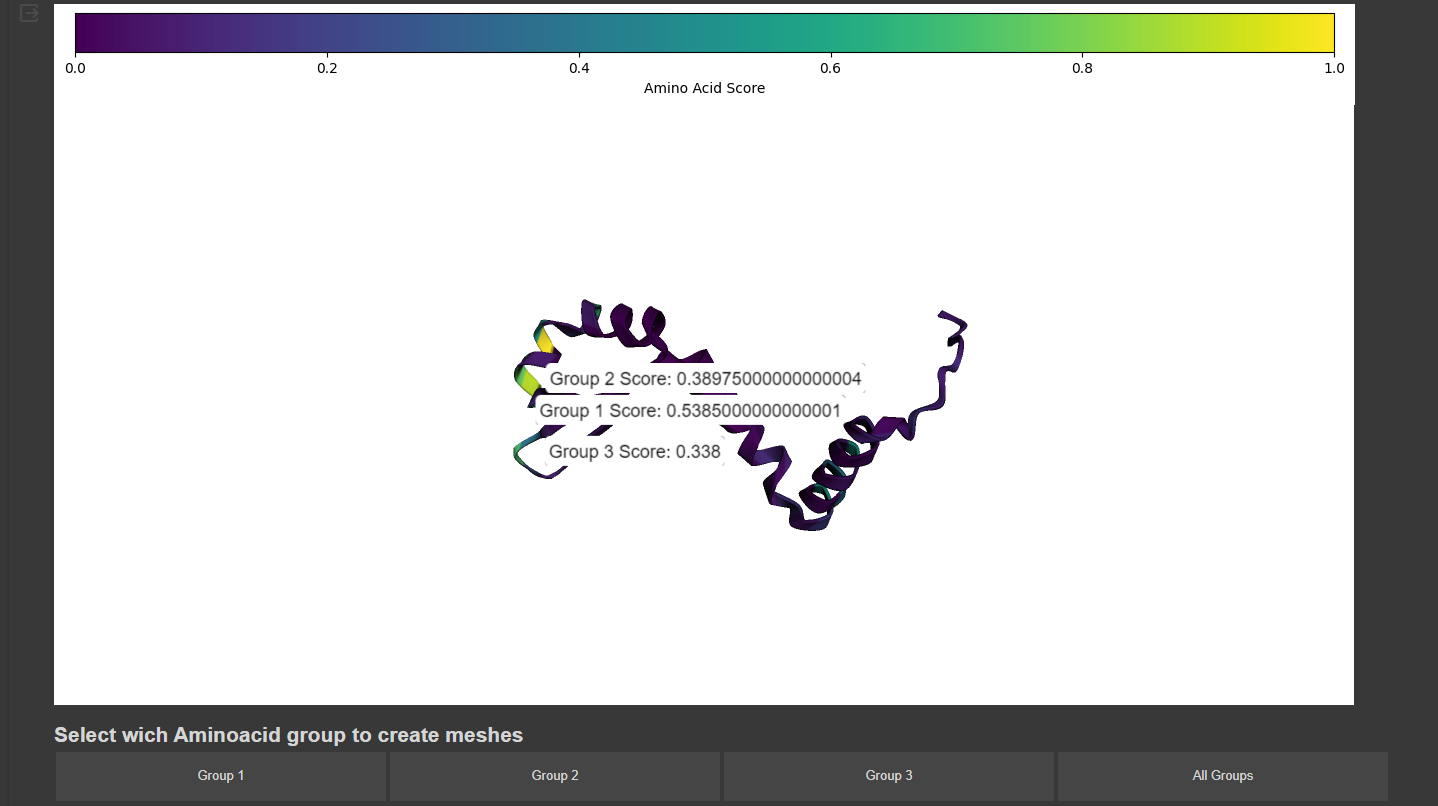 0.0 0.2 0.4 0.6 0.8 1.0
Amino Acid Score
Group 2 Score: 0.38975000000000004
Group 1 Score: 0.5385000000000001
Group 3 Score: 0.338
Select wich Aminoacid group to create meshes
Group 1 Group 2 Group 3 All Groups